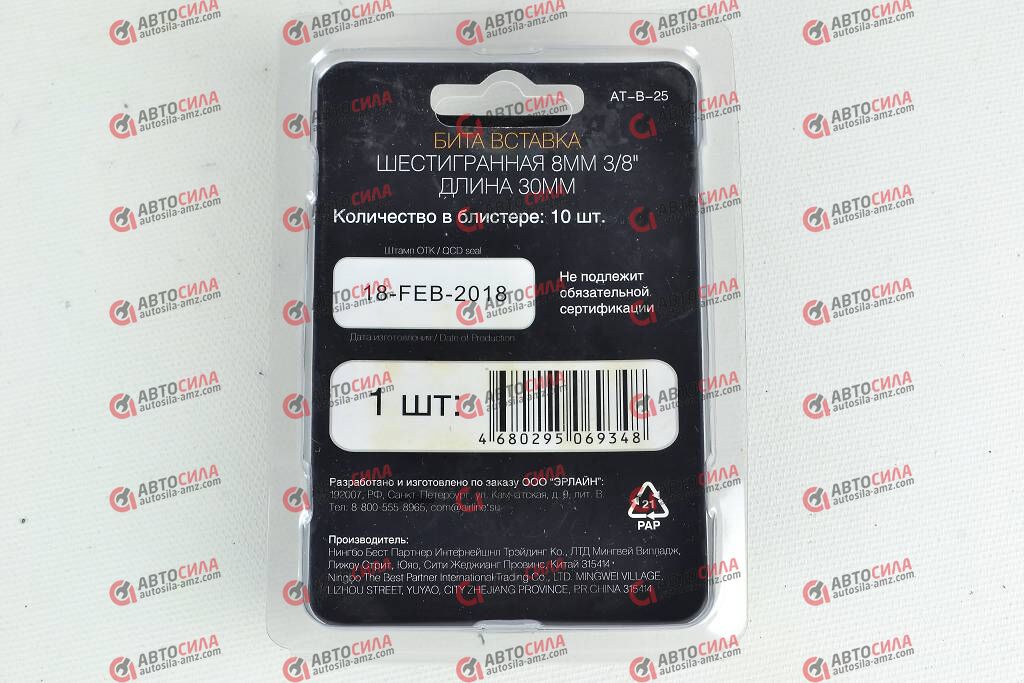 AT-B-25
БИТА ВСТАВКА
ШЕСТИГРАННАЯ 8ММ 3/8"
ДЛИНА 30ММ
Количество в блистере: 10 шт.
Штамп ОТК / QCD seal
18-FEB-2018
Не подлежит
обязательной
сертификации
Дата изготовления / Date of Production
1 шт:
4 680295 069348
Разработано и изготовлено по заказу ООО "ЭРЛАЙН":
192007, РФ, Санкт-Петербург, ул. Камчатская, д. 9, лит. В
Тел: 8 800 555 8965, com@airline.su
21
PAP
Производитель:
Нингбо Бест Партнер Интернейшнл Трэйдинг Ко., ЛТД Мингвей Вилладж,
Лижоу Стрит, Юяо, Сити Жеджианг Провинс, Китай 315414
Ningpo The Best Partner International Trading Co., LTD. MINGWEI VILLAGE,
LIZHOU STREET, YUYAO, CITY ZHEJIANG PROVINCE, P.R.CHINA 315414
АВТОСИЛА
autosila-amz.com